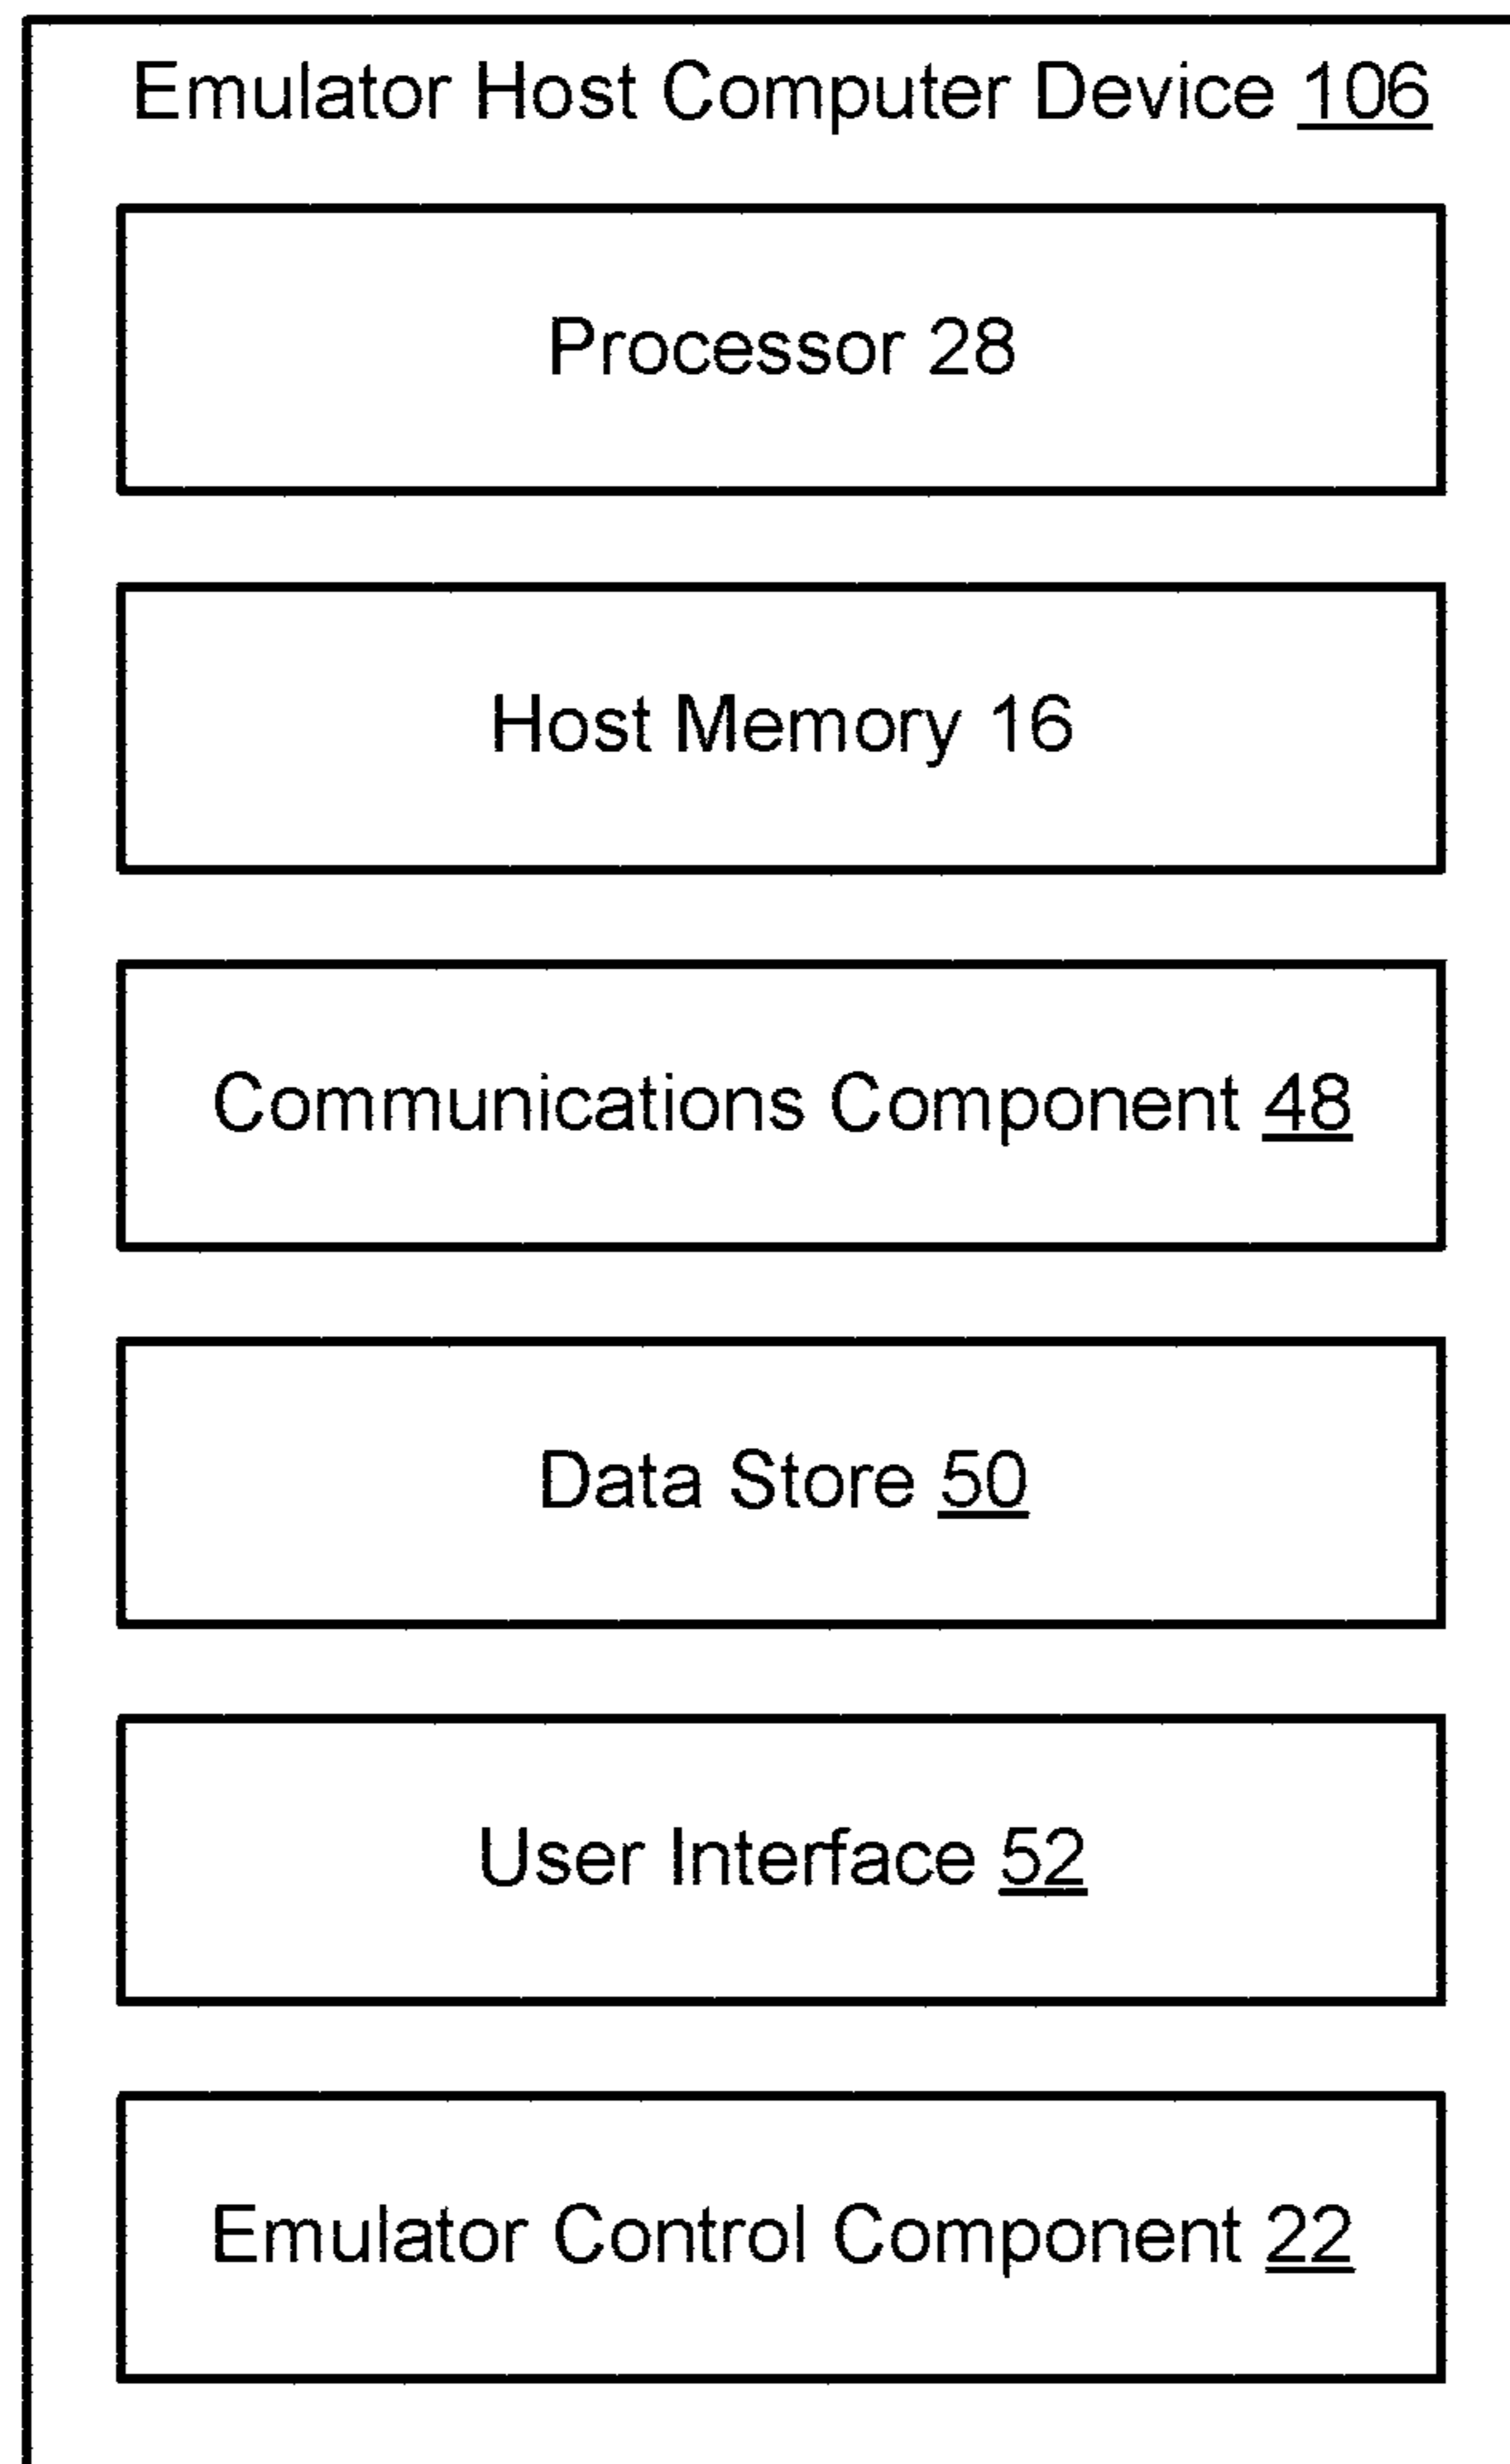 Emulator Host Computer Device 106
Processor 28
Host Memory 16
Communications Component 48
Data Store 50
User Interface 52
Emulator Control Component 22